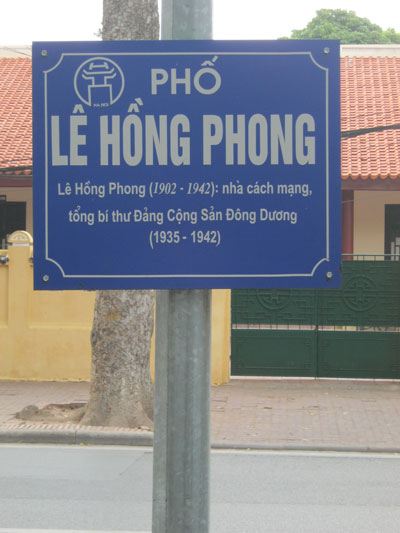 PHỐ
LÊ HỒNG PHONG
Lê Hồng Phong (1902 - 1942): nhà cách mạng,
tổng bí thư Đảng Cộng Sản Đông Dương
(1935 - 1942)